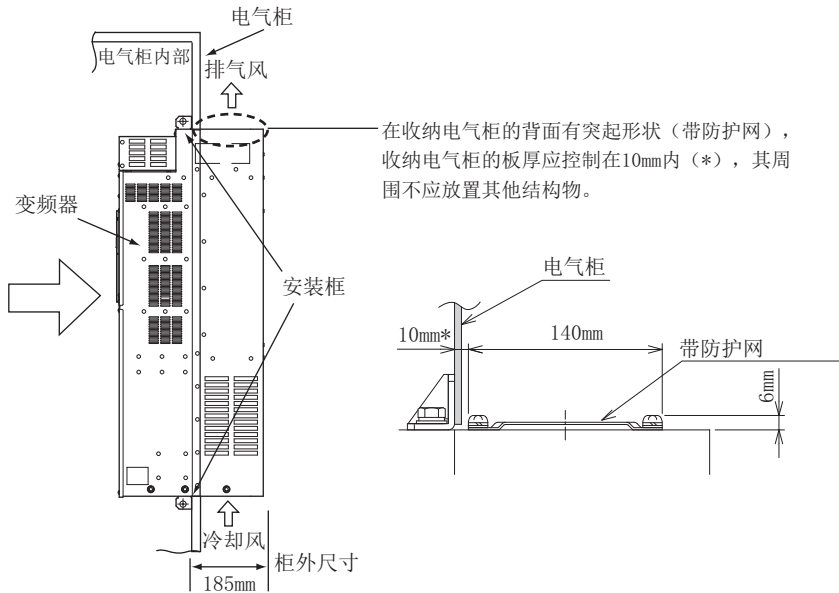 电气柜
电气柜内部
排气风
在收纳电气柜的背面有突起形状（带防护网），
收纳电气柜的板厚应控制在10mm内（*），其周
围不应放置其他结构物。
变频器
安装框
电气柜
10mm*
140mm
带防护网
6mm
冷却风
柜外尺寸
185mm